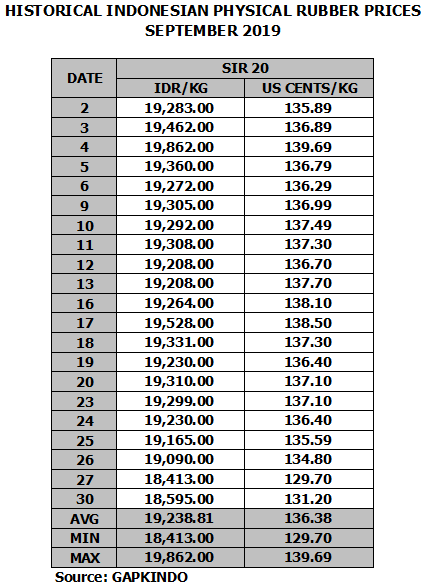 HISTORICAL INDONESIAN PHYSICAL RUBBER PRICES
SEPTEMBER 2019
DATE SIR 20
IDR/KG US CENTS/KG
2 19,283.00 135.89
3 19,462.00 136.89
4 19,862.00 139.69
5 19,360.00 136.79
6 19,272.00 136.29
9 19,305.00 136.99
10 19,292.00 137.49
11 19,308.00 137.30
12 19,208.00 136.70
13 19,208.00 137.70
16 19,264.00 138.10
17 19,528.00 138.50
18 19,331.00 137.30
19 19,230.00 136.40
20 19,310.00 137.10
23 19,299.00 137.10
24 19,230.00 136.40
25 19,165.00 135.59
26 19,090.00 134.80
27 18,413.00 129.70
30 18,595.00 131.20
AVG 19,238.81 136.38
MIN 18,413.00 129.70
MAX 19,862.00 139.69
Source: GAPKINDO